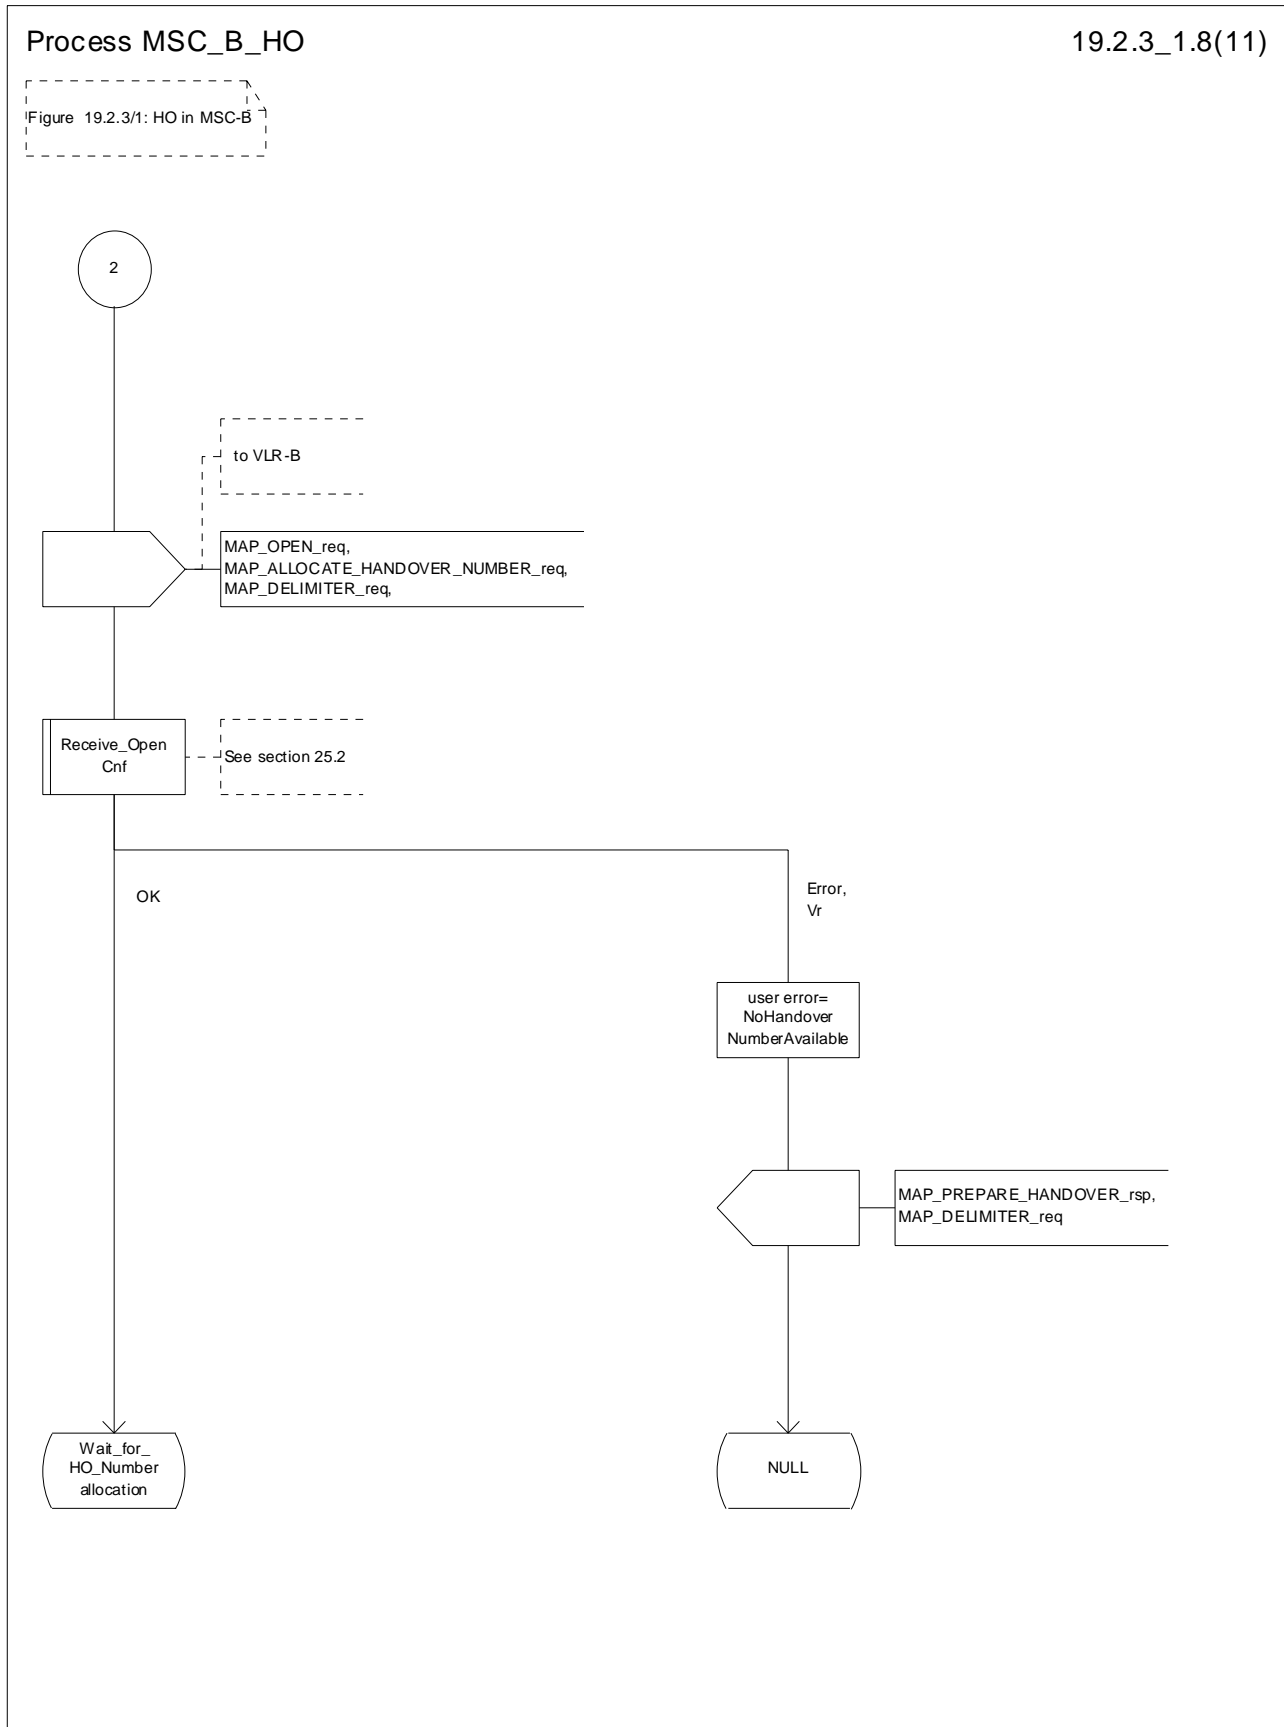 Process MSC_B_HO
19.2.3_1.8(11)
Figure 19.2.3/1: HO in MSC-B
2
to VLR-B
MAP_OPEN_req,
MAP_ALLOCATE_HANDOVER_NUMBER_req,
MAP_DELIMITER_req,
Receive_Open
Cnf
See section 25.2
OK
Error,
Vr
user error=
NoHandover
NumberAvailable
MAP_PREPARE_HANDOVER_rsp,
MAP_DELIMITER_req
Wait_for_
HO_Number
allocation
NULL